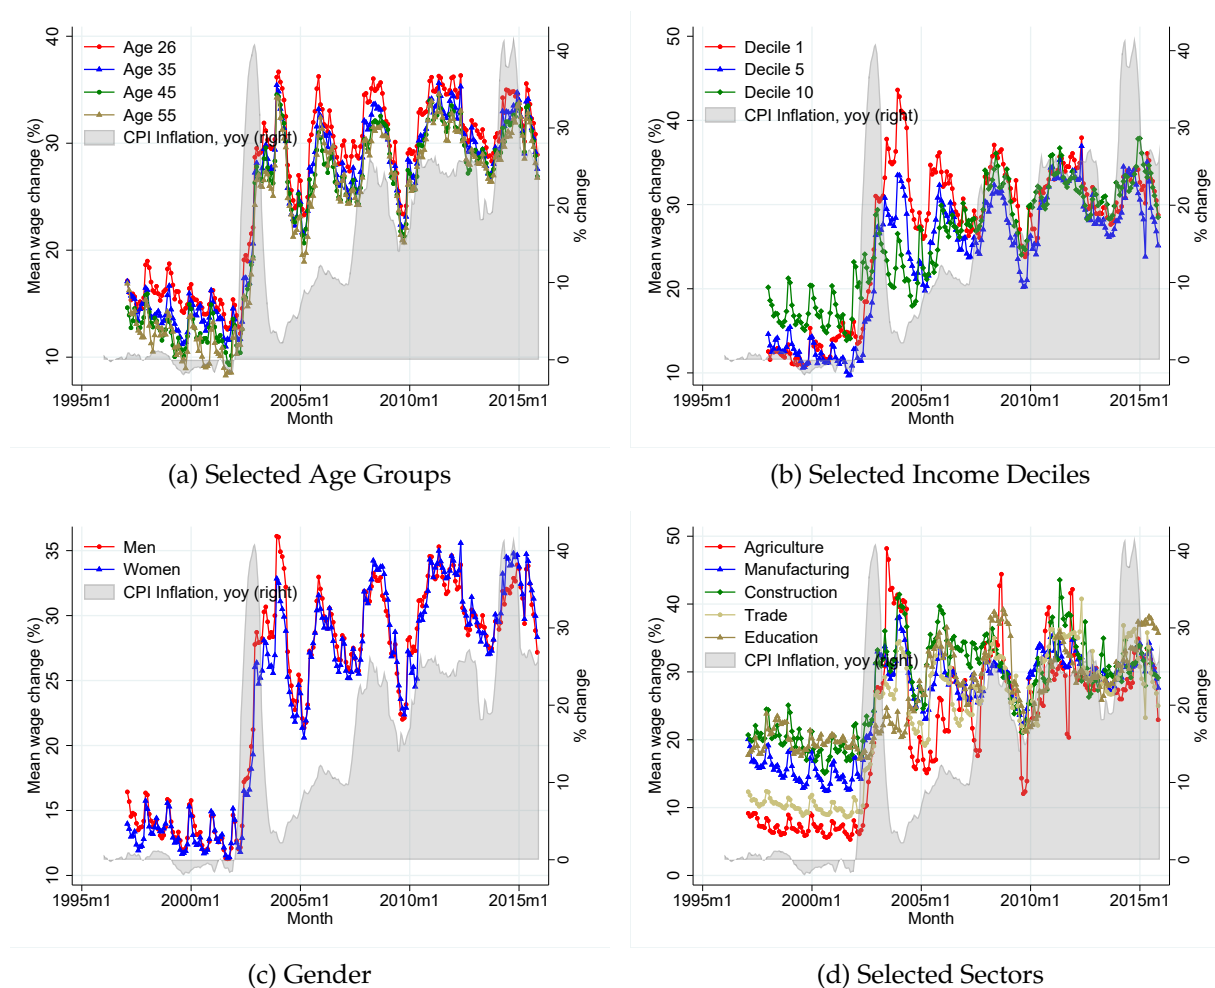 Age 26
Age 35
Age 45
Age 55
CPI Inflation, yoy (right)
Mean wage change (%)
10
20
30
40
% change
0
10
20
30
40
1995m1 2000m1 2005m1 2010m1 2015m1
Month
(a) Selected Age Groups
Decile 1
Decile 5
Decile 10
CPI Inflation, yoy (right)
Mean wage change (%)
10
20
30
40
50
% change
0
10
20
30
40
1995m1 2000m1 2005m1 2010m1 2015m1
Month
(b) Selected Income Deciles
Men
Women
CPI Inflation, yoy (right)
Mean wage change (%)
10
15
20
25
30
35
% change
0
10
20
30
40
1995m1 2000m1 2005m1 2010m1 2015m1
Month
(c) Gender
Agriculture
Manufacturing
Construction
Trade
Education
CPI Inflation, yoy (right)
Mean wage change (%)
0
10
20
30
40
50
% change
0
10
20
30
40
1995m1 2000m1 2005m1 2010m1 2015m1
Month
(d) Selected Sectors